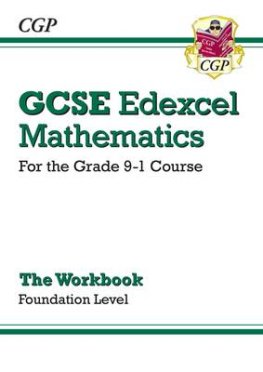 CGP
CGP
GCSE Edexcel
Mathematics
For the Grade 9-1 Course
The Workbook
Foundation Level